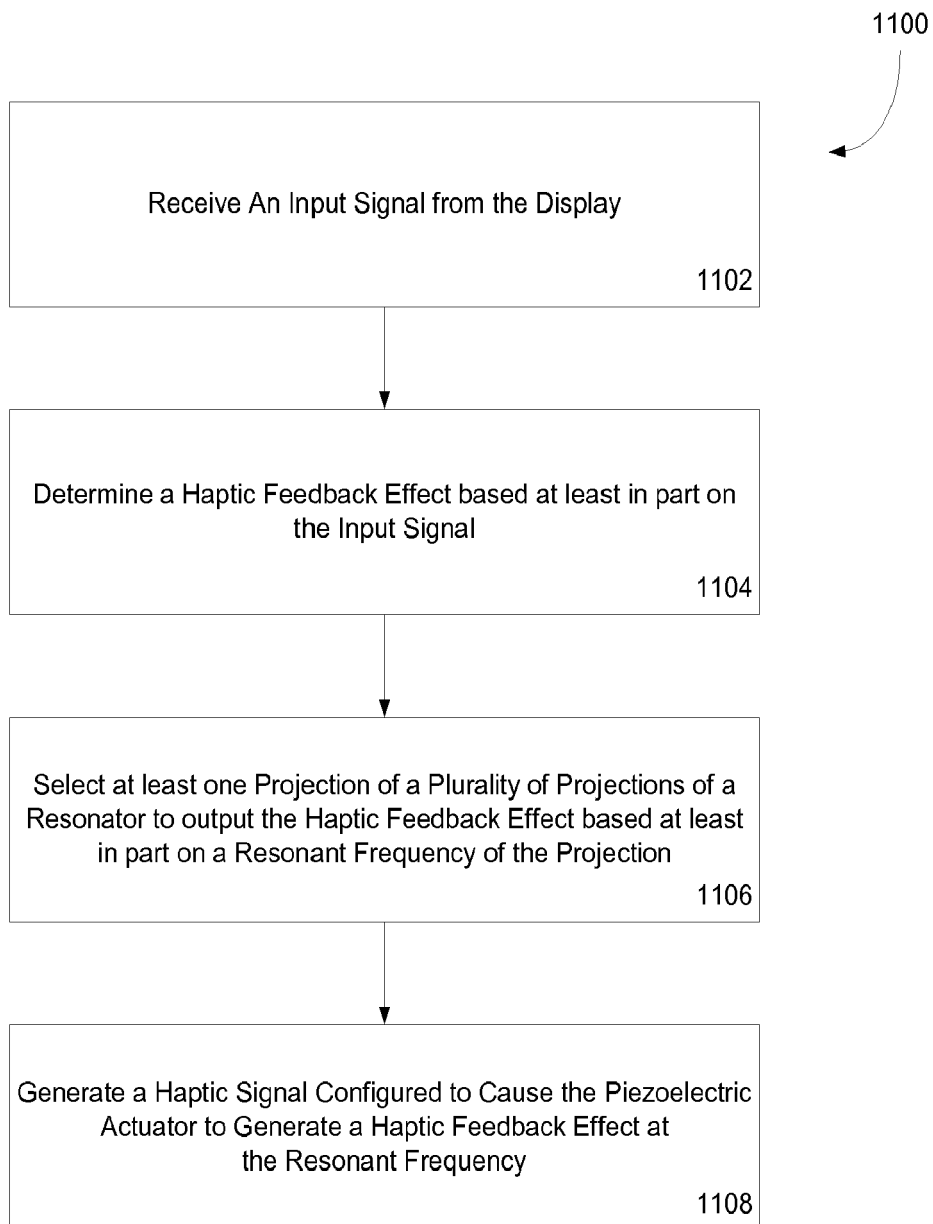 1100
Receive An Input Signal from the Display
1102
Determine a Haptic Feedback Effect based at least in part on
the Input Signal
1104
Select at least one Projection of a Plurality of Projections of a
Resonator to output the Haptic Feedback Effect based at least
in part on a Resonant Frequency of the Projection
1106
Generate a Haptic Signal Configured to Cause the Piezoelectric
Actuator to Generate a Haptic Feedback Effect at
the Resonant Frequency
1108